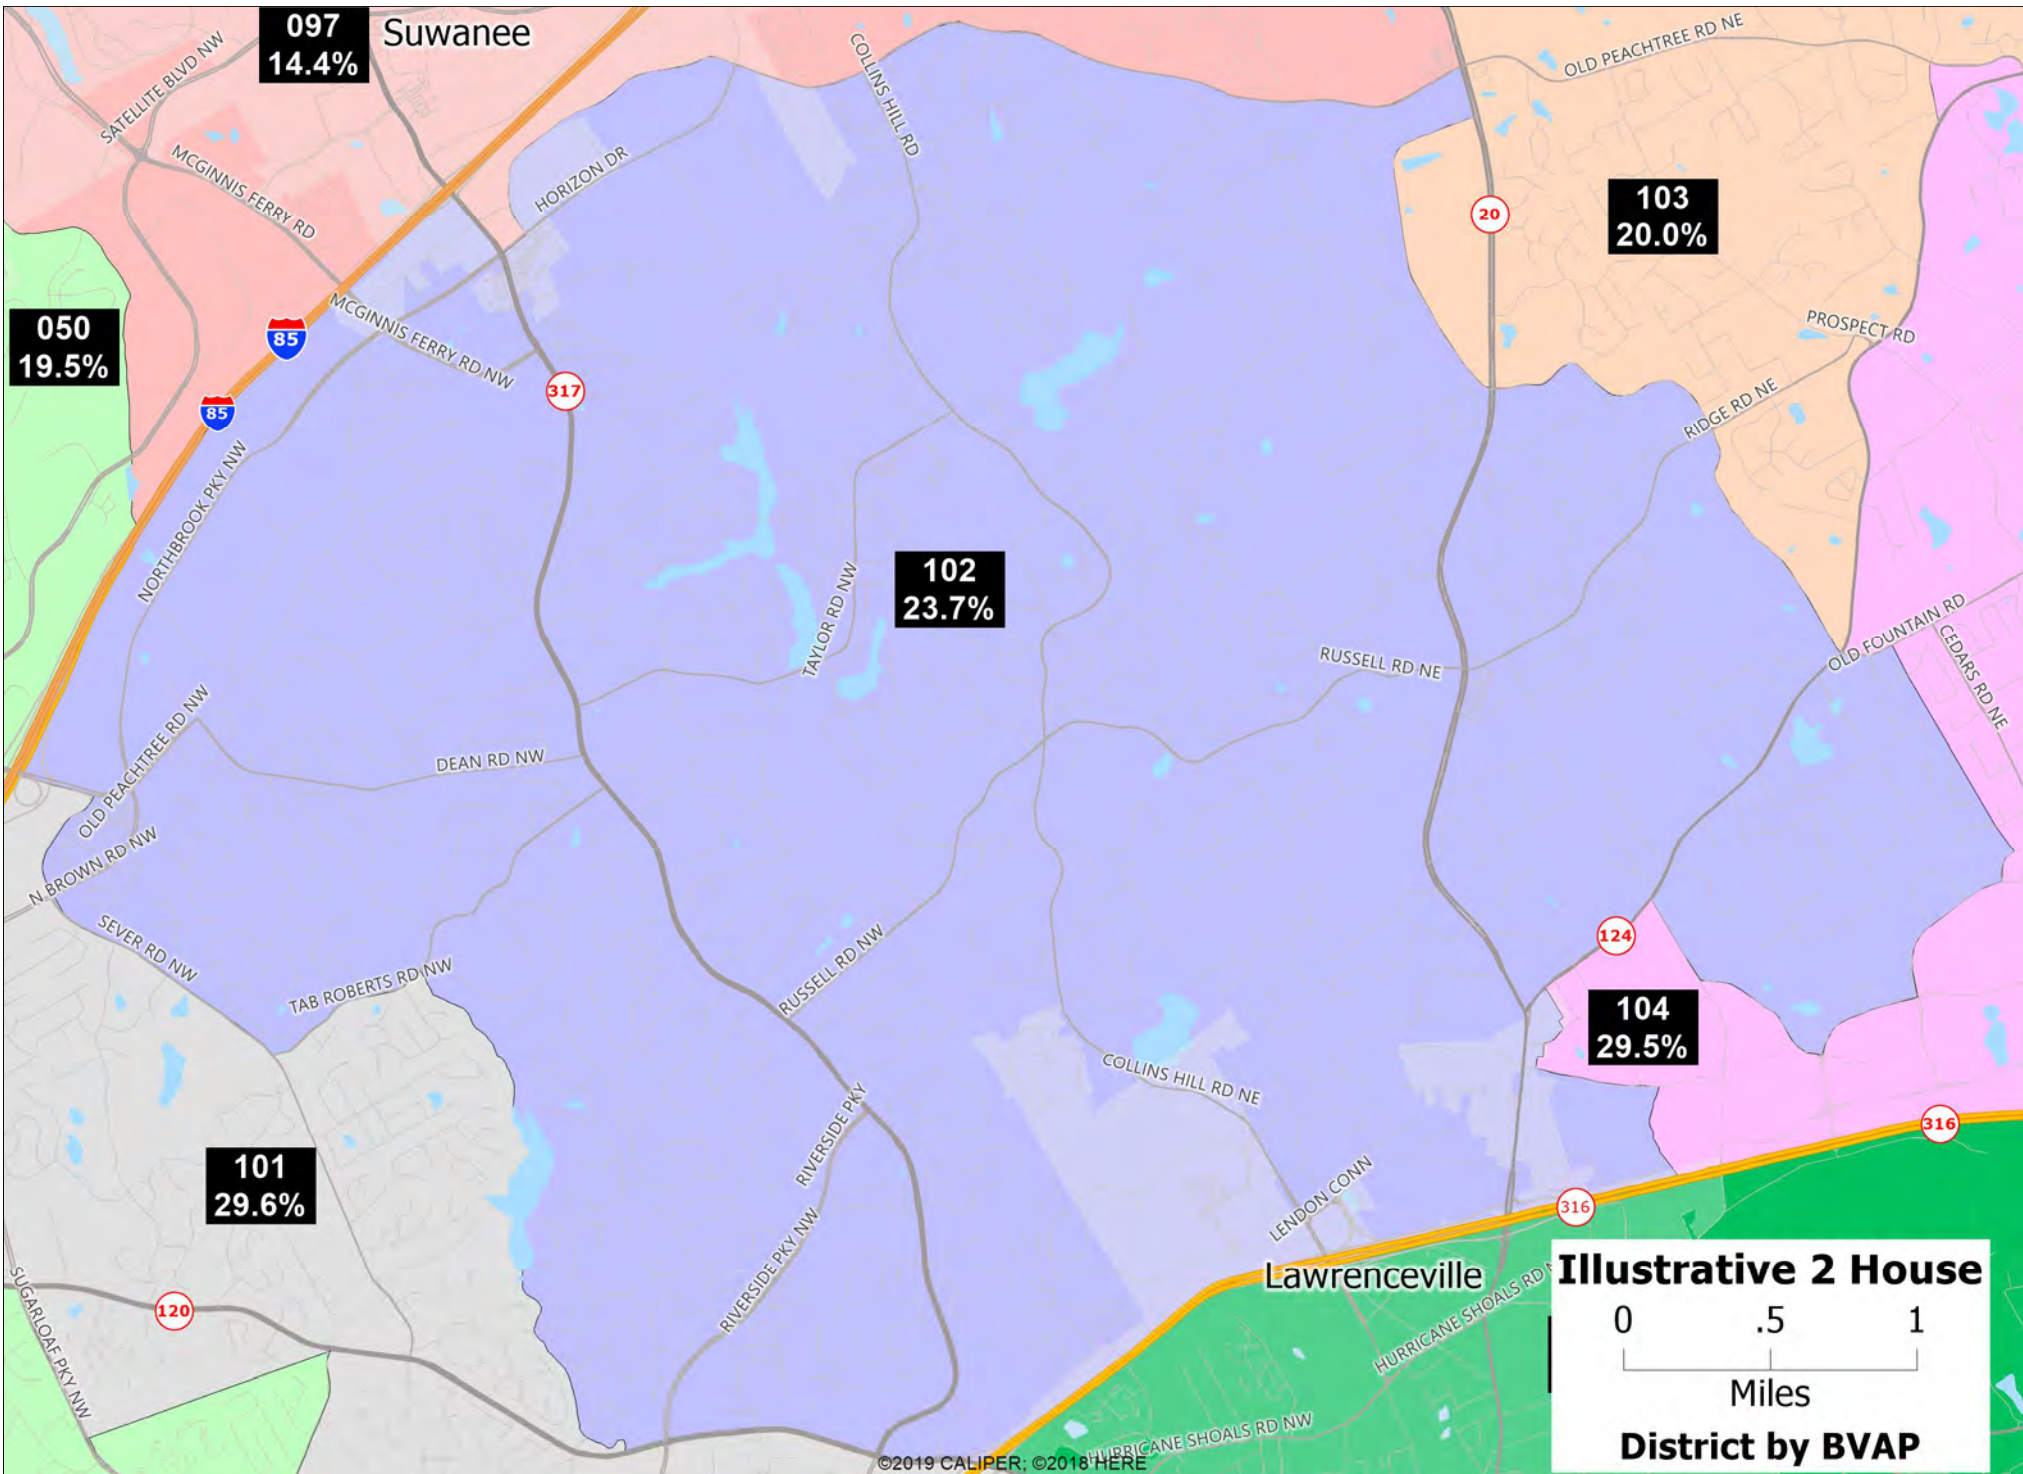 097
14.4%
Suwanee
SATELLITE BLVD NW
COLLINS HILL RD
OLD PEACHTREE RD NE
MCGINNIS FERRY RD
HORIZON DR
103
20.0%
20
050
19.5%
85
MCGINNIS FERRY RD NW
PROSPECT RD
85
317
RIDGE RD NE
NORTHBROOK PKY NW
102
23.7%
TAYLOR RD NW
OLD FOUNTAIN RD
CEDARS RD NE
RUSSELL RD NE
OLD PEACHTREE RD NW
DEAN RD NW
N BROWN RD NW
SEVER RD NW
TAB ROBERTS RD NW
RUSSELL RD NW
124
104
29.5%
COLLINS HILL RD NE
RIVERSIDE PKY
316
101
29.6%
LENDON CONN
316
RIVERSIDE PKY NW
Lawrenceville
SUGARLOAF PKY NW
120
HURRICANE SHOALS RD N
HURRICANE SHOALS RD NW
Illustrative 2 House
0 .5 1
Miles
District by BVAP
©2019 CALIPER; ©2018 HERE